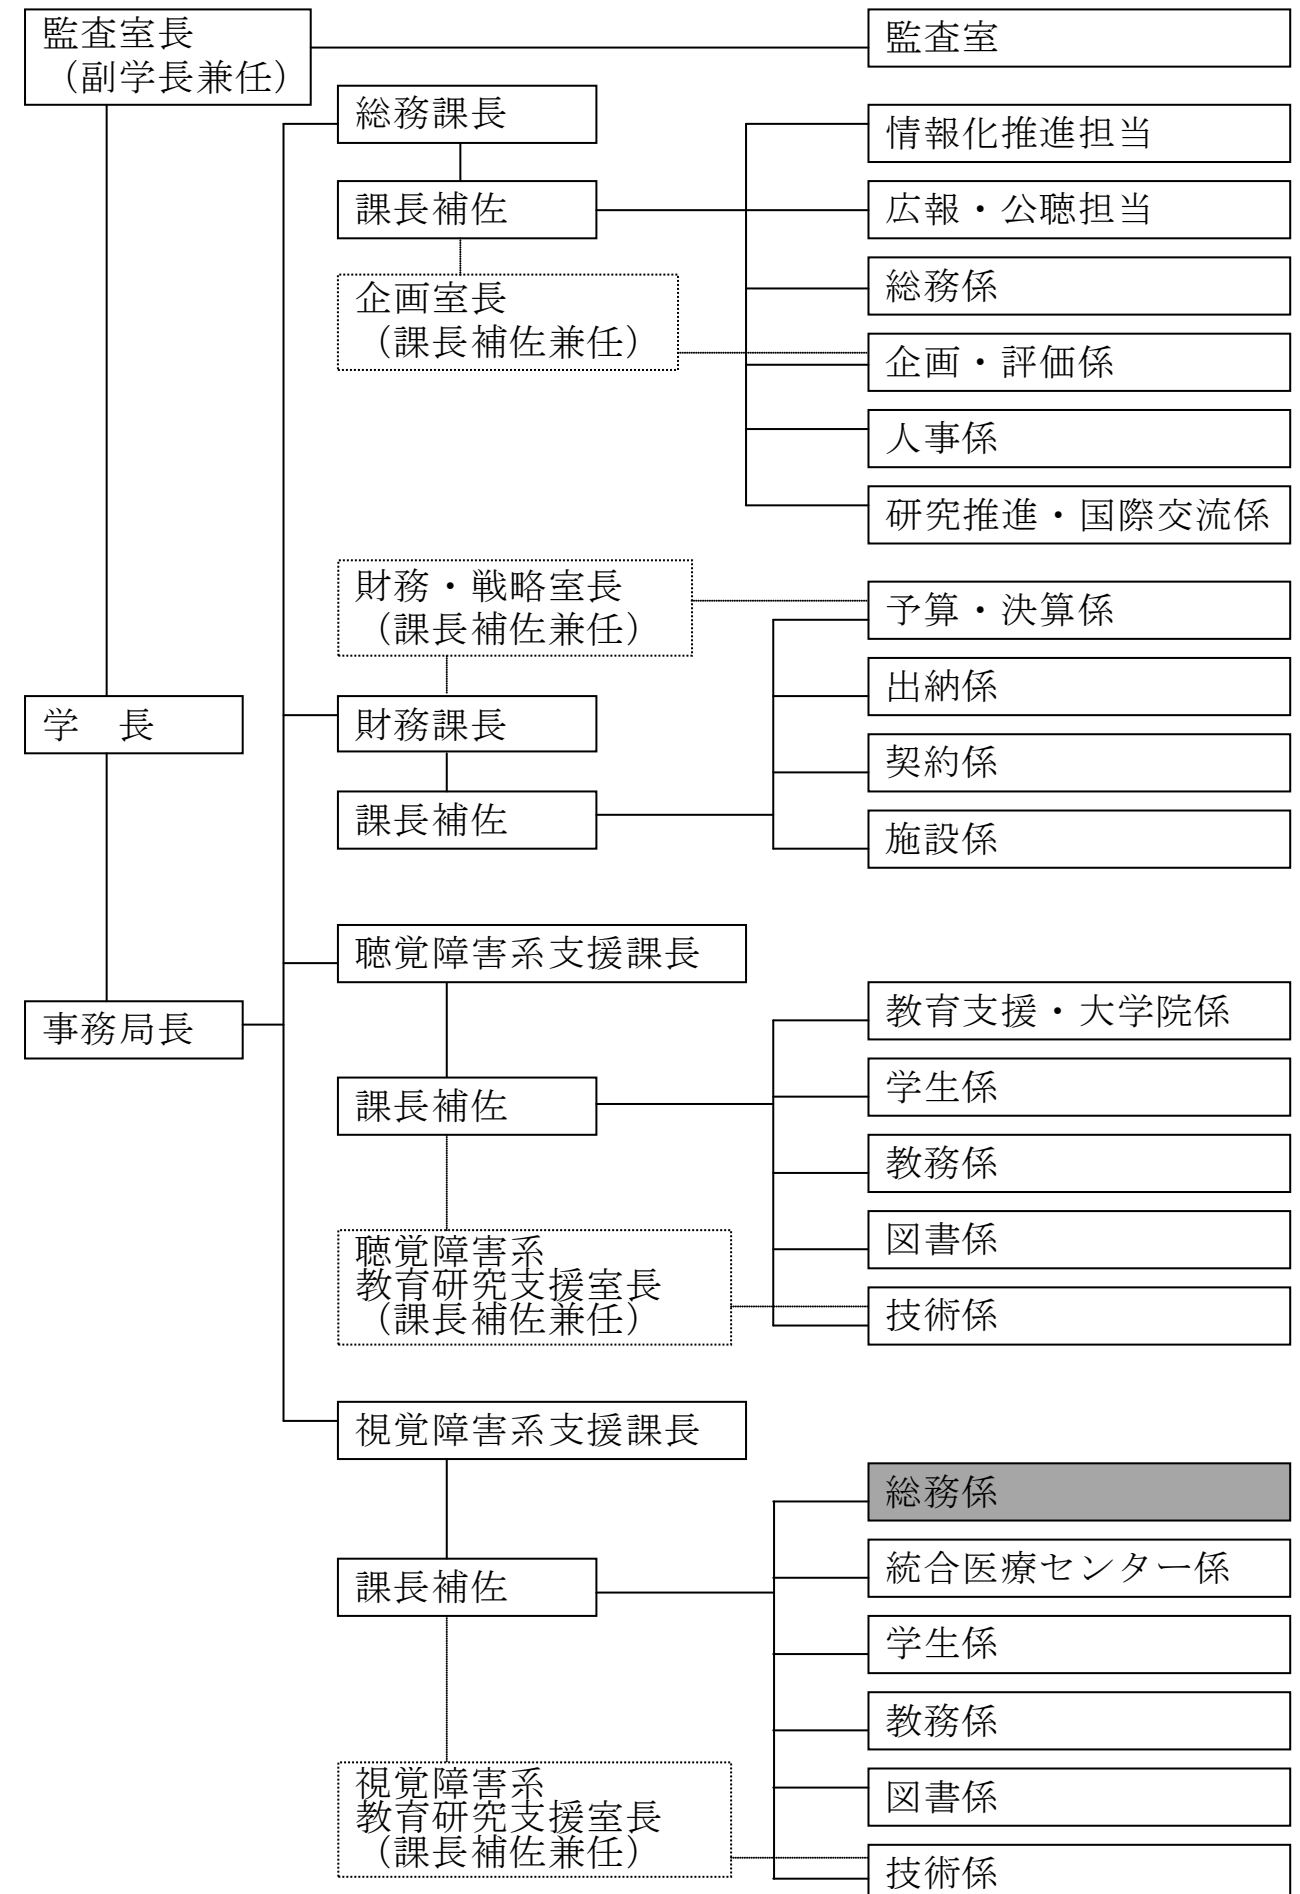 監査室長
（副学長兼任）
監査室
総務課長
情報化推進担当
課長補佐
広報・公聴担当
総務係
企画室長
（課長補佐兼任）
企画・評価係
人事係
研究推進・国際交流係
財務・戦略室長
（課長補佐兼任）
予算・決算係
出納係
学　長
財務課長
契約係
課長補佐
施設係
聴覚障害系支援課長
教育支援・大学院係
事務局長
学生係
課長補佐
教務係
図書係
聴覚障害系
教育研究支援室長
（課長補佐兼任）
技術係
視覚障害系支援課長
総務係
統合医療センター係
課長補佐
学生係
教務係
視覚障害系
教育研究支援室長
（課長補佐兼任）
図書係
技術係